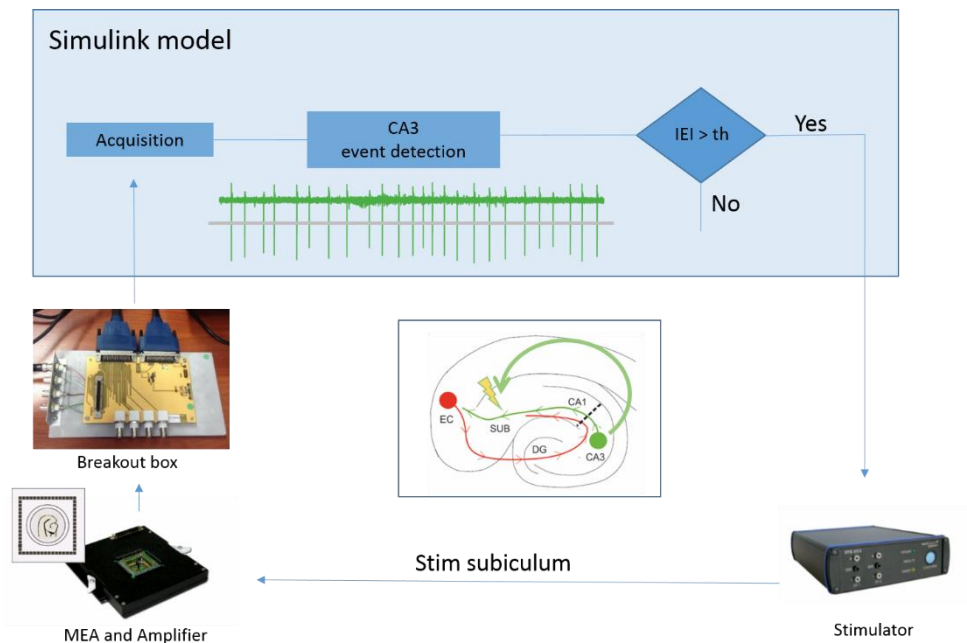 Simulink model
Acquisition
CA3
event detection
IEI > th
Yes
No
Breakout box
EC
SUB
CA1
DG
CA3
Stim subiculum
MEA and Amplifier
Stimulator